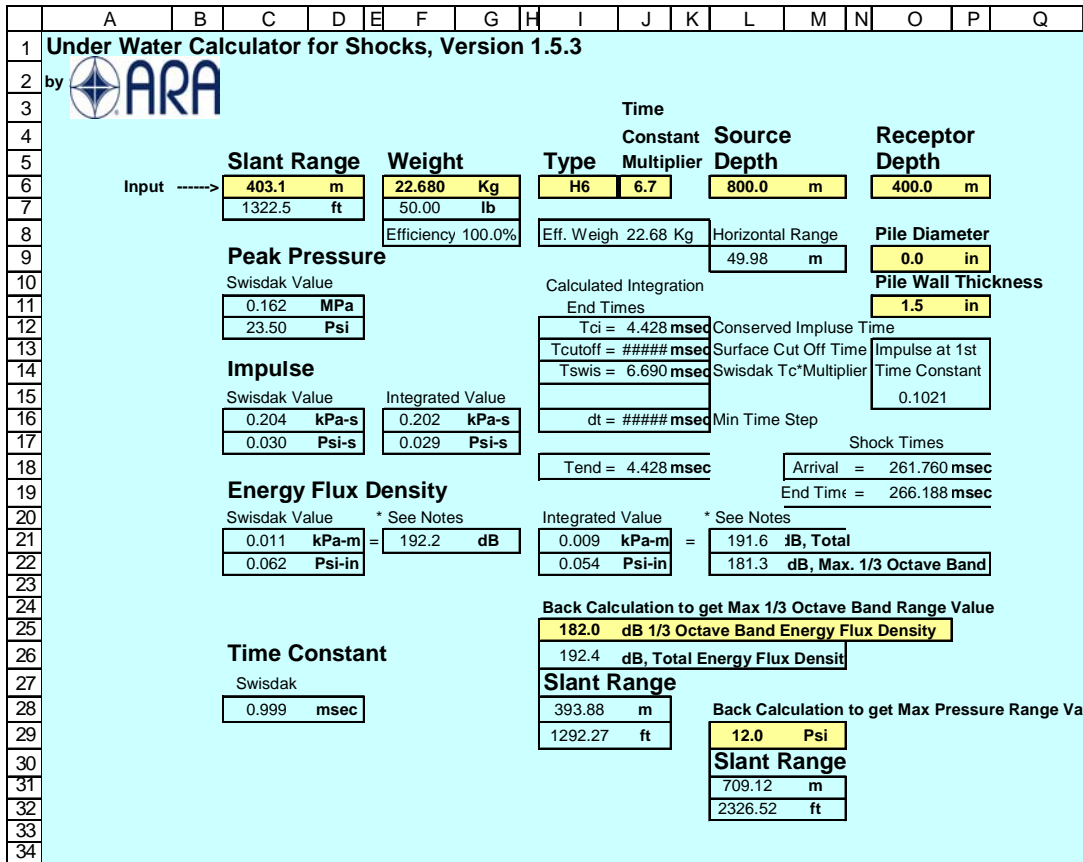 A B C D E F G H I J K L M N O P Q
1 Under Water Calculator for Shocks, Version 1.5.3
2 by ARA
3 Time
4 Constant Source Receptor
5 Slant Range Weight Type Multiplier Depth Depth
6 Input ------> 403.1 m 22.680 Kg H6 6.7 800.0 m 400.0 m
7 1322.5 ft 50.00 lb
8 Efficiency 100.0% Eff. Weigh 22.68 Kg Horizontal Range Pile Diameter
9 Peak Pressure 49.98 m 0.0 in
10 Swisdak Value Calculated Integration Pile Wall Thickness
11 0.162 MPa End Times 1.5 in
12 23.50 Psi Tci = 4.428 msec Conserved Impluse Time
13 Tcutoff = ##### msec Surface Cut Off Time Impulse at 1st
14 Impulse Tswis = 6.690 msec Swisdak Tc*Multiplier Time Constant
15 Swisdak Value Integrated Value 0.1021
16 0.204 kPa-s 0.202 kPa-s dt = ##### msec Min Time Step
17 0.030 Psi-s 0.029 Psi-s Shock Times
18 Tend = 4.428 msec Arrival = 261.760 msec
19 Energy Flux Density End Time = 266.188 msec
20 Swisdak Value * See Notes Integrated Value * See Notes
21 0.011 kPa-m = 192.2 dB 0.009 kPa-m = 191.6 dB, Total
22 0.062 Psi-in 0.054 Psi-in 181.3 dB, Max. 1/3 Octave Band
23
24 Back Calculation to get Max 1/3 Octave Band Range Value
25 182.0 dB 1/3 Octave Band Energy Flux Density
26 Time Constant 192.4 dB, Total Energy Flux Densit
27 Swisdak Slant Range
28 0.999 msec 393.88 m Back Calculation to get Max Pressure Range Va
29 1292.27 ft 12.0 Psi
30 Slant Range
31 709.12 m
32 2326.52 ft
33
34